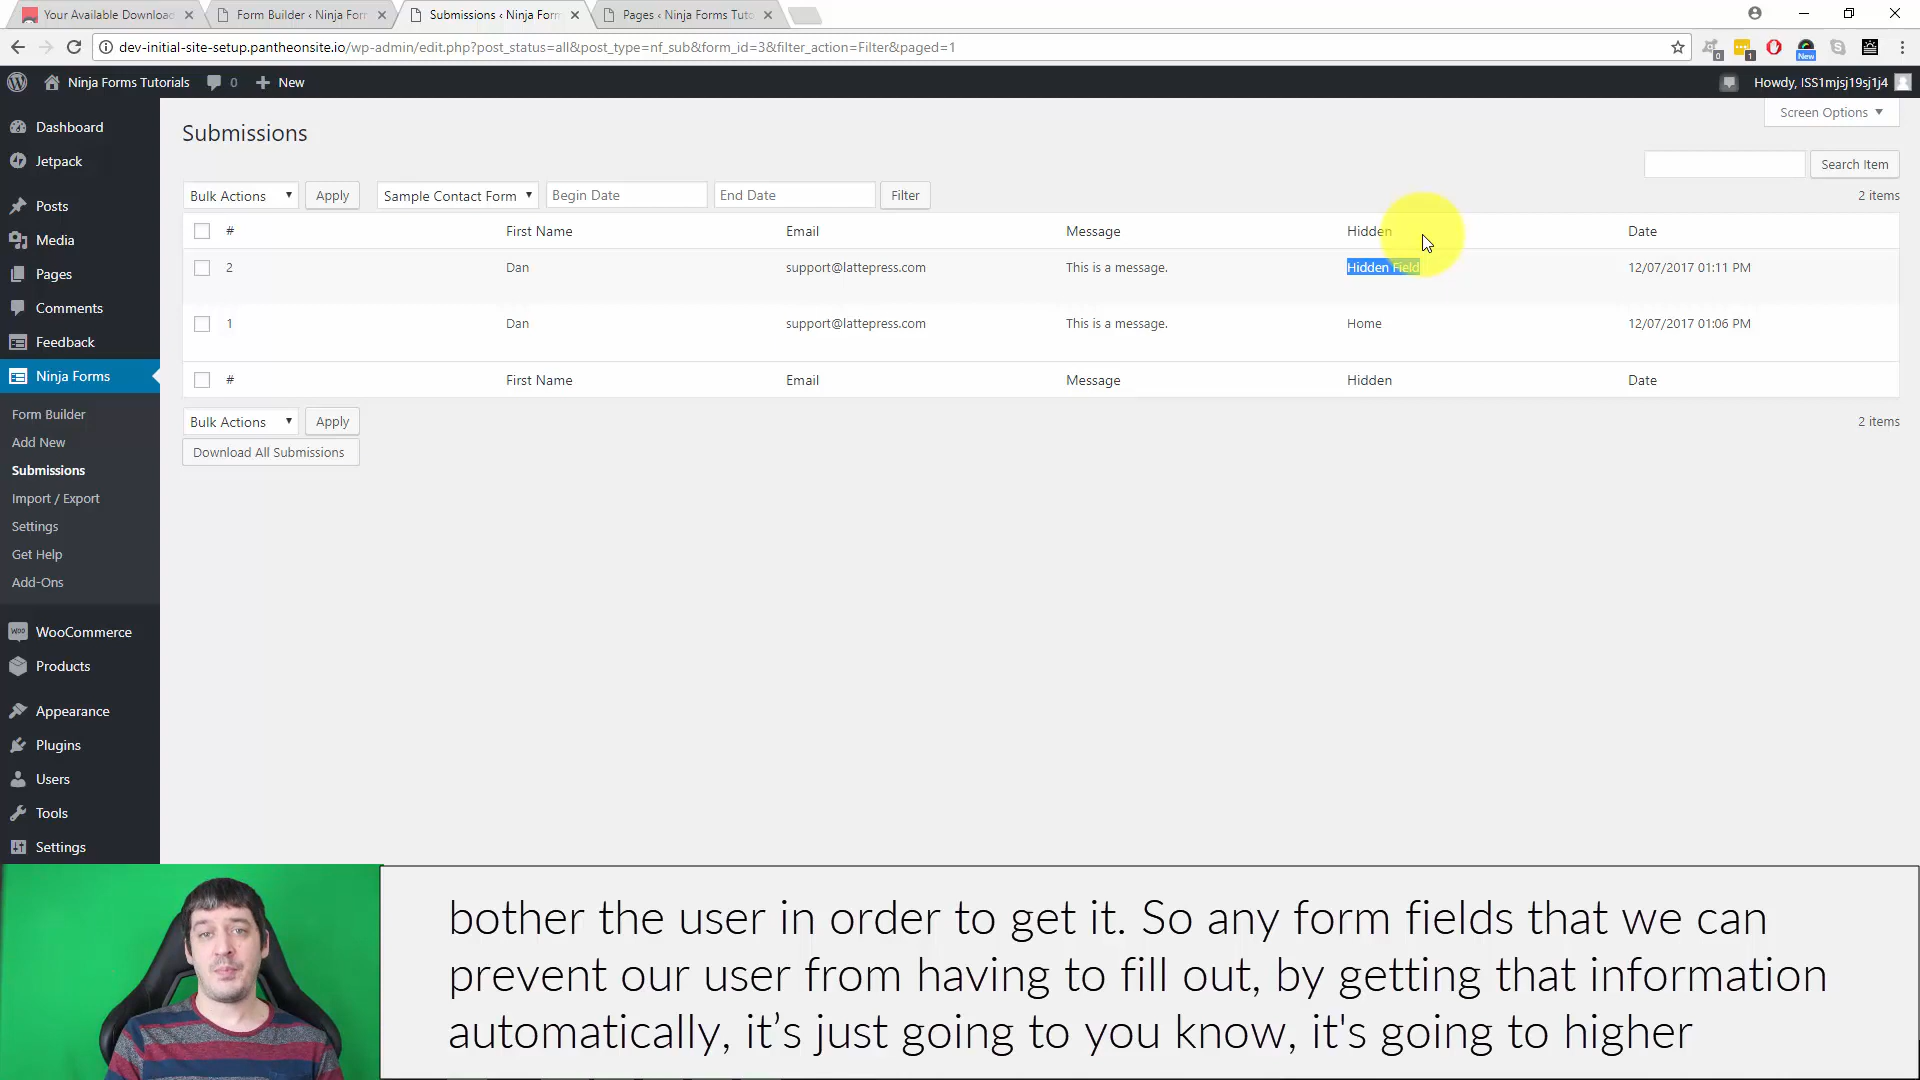 Your Available Download
Form Builder ‹ Ninja For
Submissions ‹ Ninja For
Pages ‹ Ninja Forms Tuto
dev-initial-site-setup.pantheonsite.io/wp-admin/edit.php?post_status=all&post_type=nf_sub&form_id=3&filter_action=Filter&paged=1
0
1
New
Ninja Forms Tutorials
0
New
Howdy, ISS1mjsj19sj1j4
Dashboard
Jetpack
Posts
Media
Pages
Comments
Feedback
Ninja Forms
Form Builder
Add New
Submissions
Import / Export
Settings
Get Help
Add-Ons
WooCommerce
Products
Appearance
Plugins
Users
Tools
Settings
Screen Options
Submissions
Search Item
Bulk Actions Apply Sample Contact Form Begin Date End Date Filter 2 items
# First Name Email Message Hidden Date
2 Dan support@lattepress.com This is a message. Hidden Field 12/07/2017 01:11 PM
1 Dan support@lattepress.com This is a message. Home 12/07/2017 01:06 PM
# First Name Email Message Hidden Date
Bulk Actions Apply 2 items
Download All Submissions
bother the user in order to get it. So any form fields that we can
prevent our user from having to fill out, by getting that information
automatically, it’s just going to you know, it's going to higher